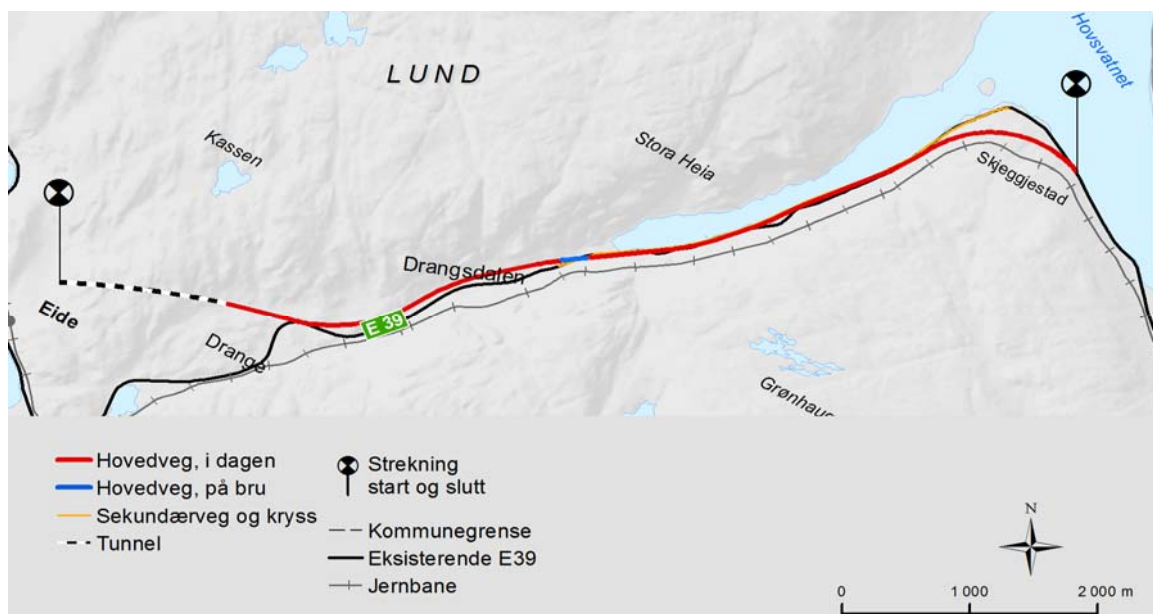 Hovsvatnet
LUND
Kassen
Stora Heia
Skjeggjestad
Drangsdalen
Eide
E 39
Drange
Grønhaug
Hovedveg, i dagen
Hovedveg, på bru
Sekundærveg og kryss
Tunnel
Strekning
start og slutt
Kommunegrense
Eksisterende E39
Jernbane
N
0 1 000 2 000 m